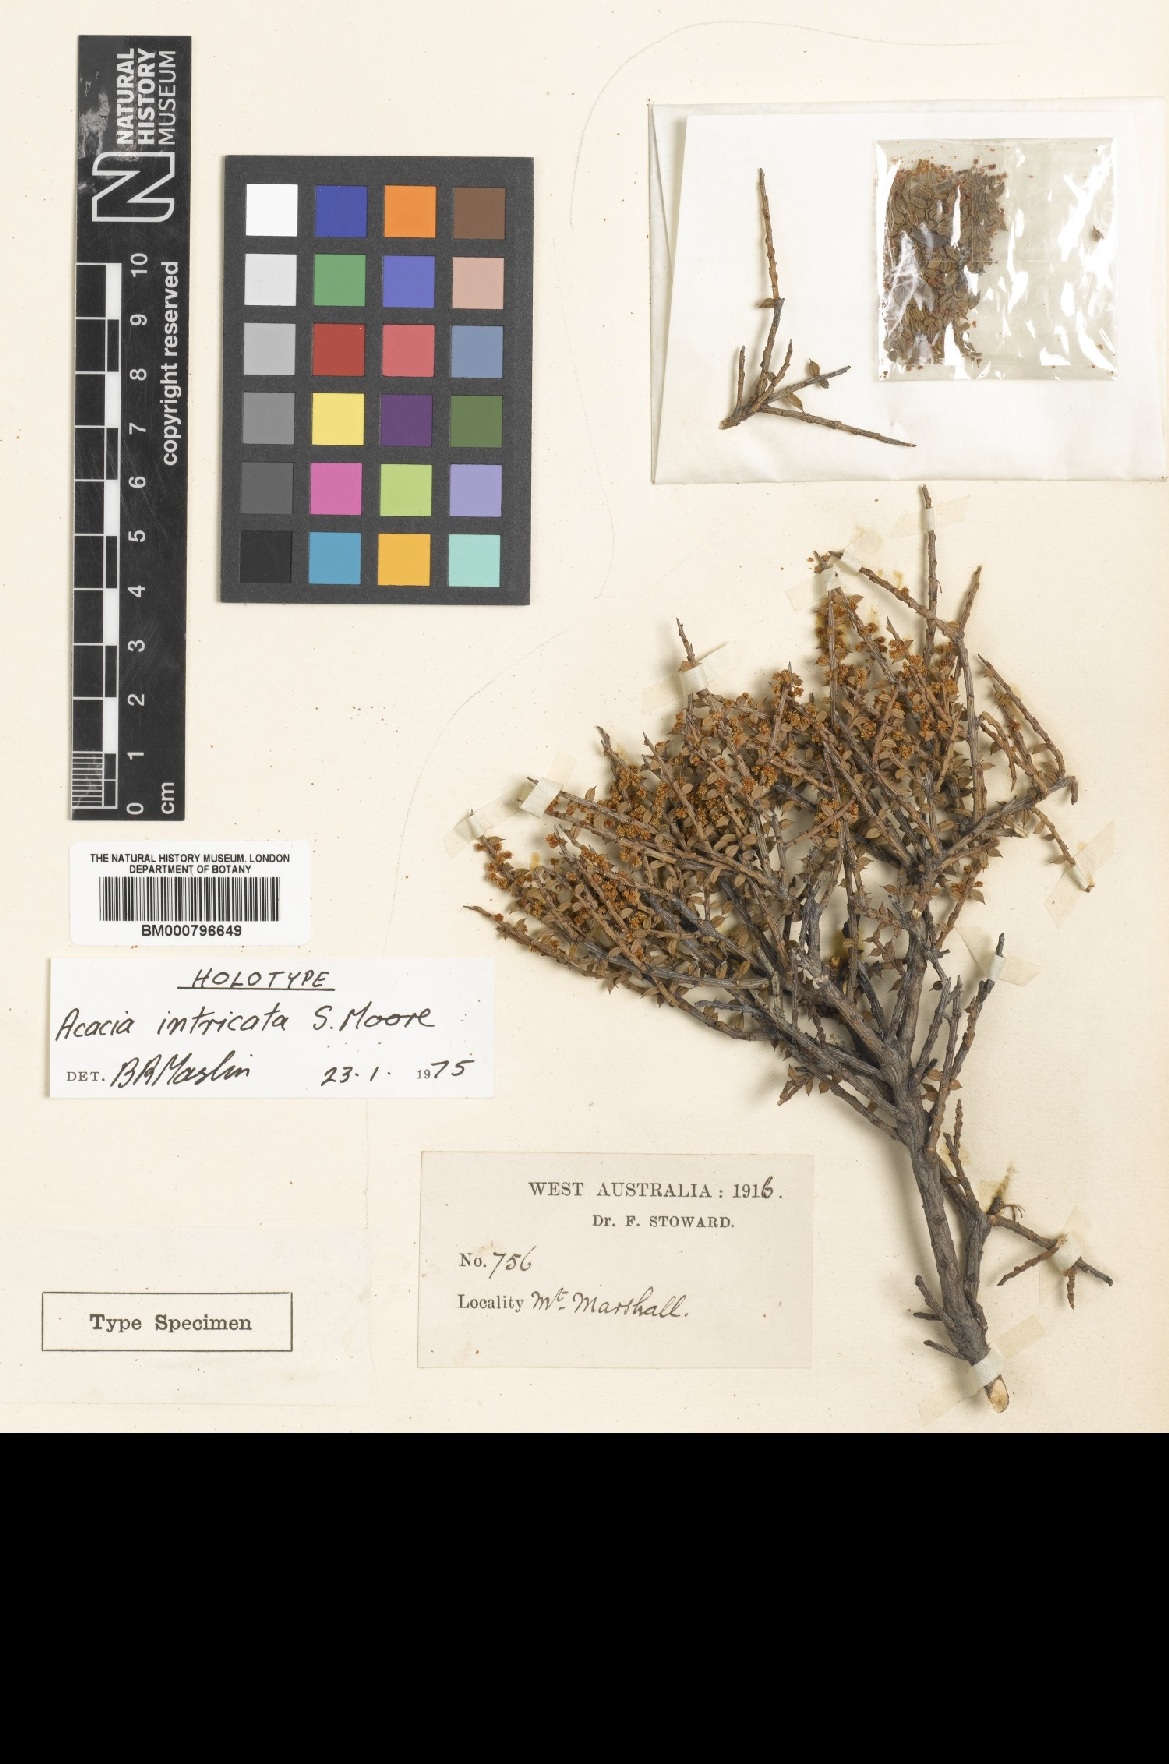 NATURAL
HISTORY
MUSEUM
copyright reserved
10
9
8
7
6
5
4
3
2
1
0
cm
THE NATURAL HISTORY MUSEUM, LONDON
DEPARTMENT OF BOTANY
BM000796649
HOLOTYPE
Acacia intricata S. Moore
DET. BRMaslin 23.1. 1975
WEST AUSTRALIA: 1916.
Dr. F. STOWARD.
No. 756
Locality Mt. Marshall.
Type Specimen